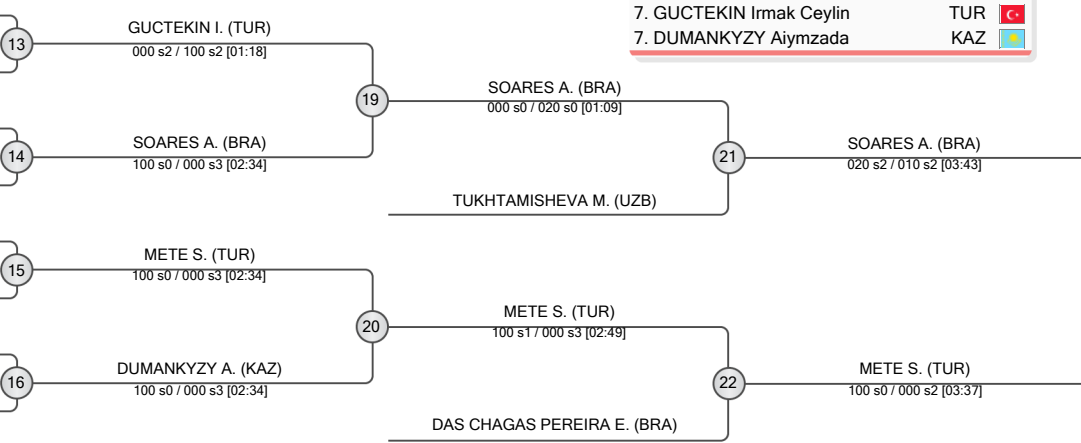 7. GUCTEKIN Irmak Ceylin TUR
7. DUMANKYZY Aiymzada KAZ
13
GUCTEKIN I. (TUR)
000 s2 / 100 s2 [01:18]
19
SOARES A. (BRA)
000 s0 / 020 s0 [01:09]
14
SOARES A. (BRA)
100 s0 / 000 s3 [02:34]
21
SOARES A. (BRA)
020 s2 / 010 s2 [03:43]
TUKHTAMISHEVA M. (UZB)
15
METE S. (TUR)
100 s0 / 000 s3 [02:34]
20
METE S. (TUR)
100 s1 / 000 s3 [02:49]
16
DUMANKYZY A. (KAZ)
100 s0 / 000 s3 [02:34]
22
METE S. (TUR)
100 s0 / 000 s2 [03:37]
DAS CHAGAS PEREIRA E. (BRA)